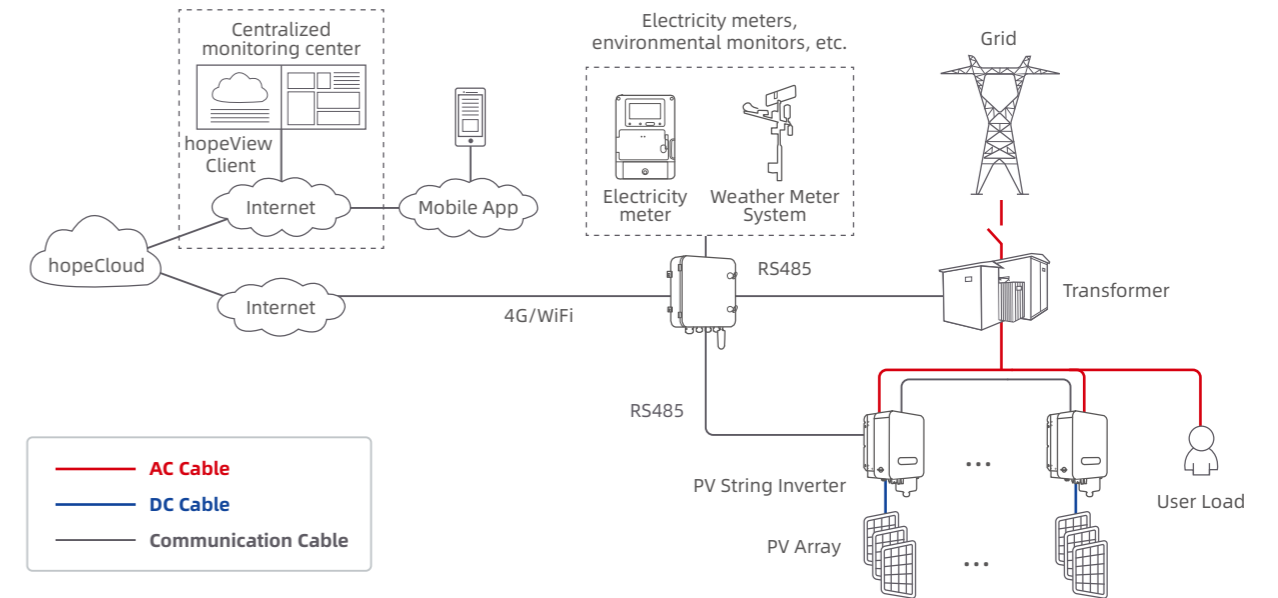 Centralized
monitoring center
hopeView
Client
Internet
Mobile App
hopeCloud
Internet
4G/WiFi
Electricity meters,
environmental monitors, etc.
Electricity
meter
Weather Meter
System
RS485
RS485
Grid
Transformer
PV String Inverter
...
User Load
PV Array
...
AC Cable
DC Cable
Communication Cable